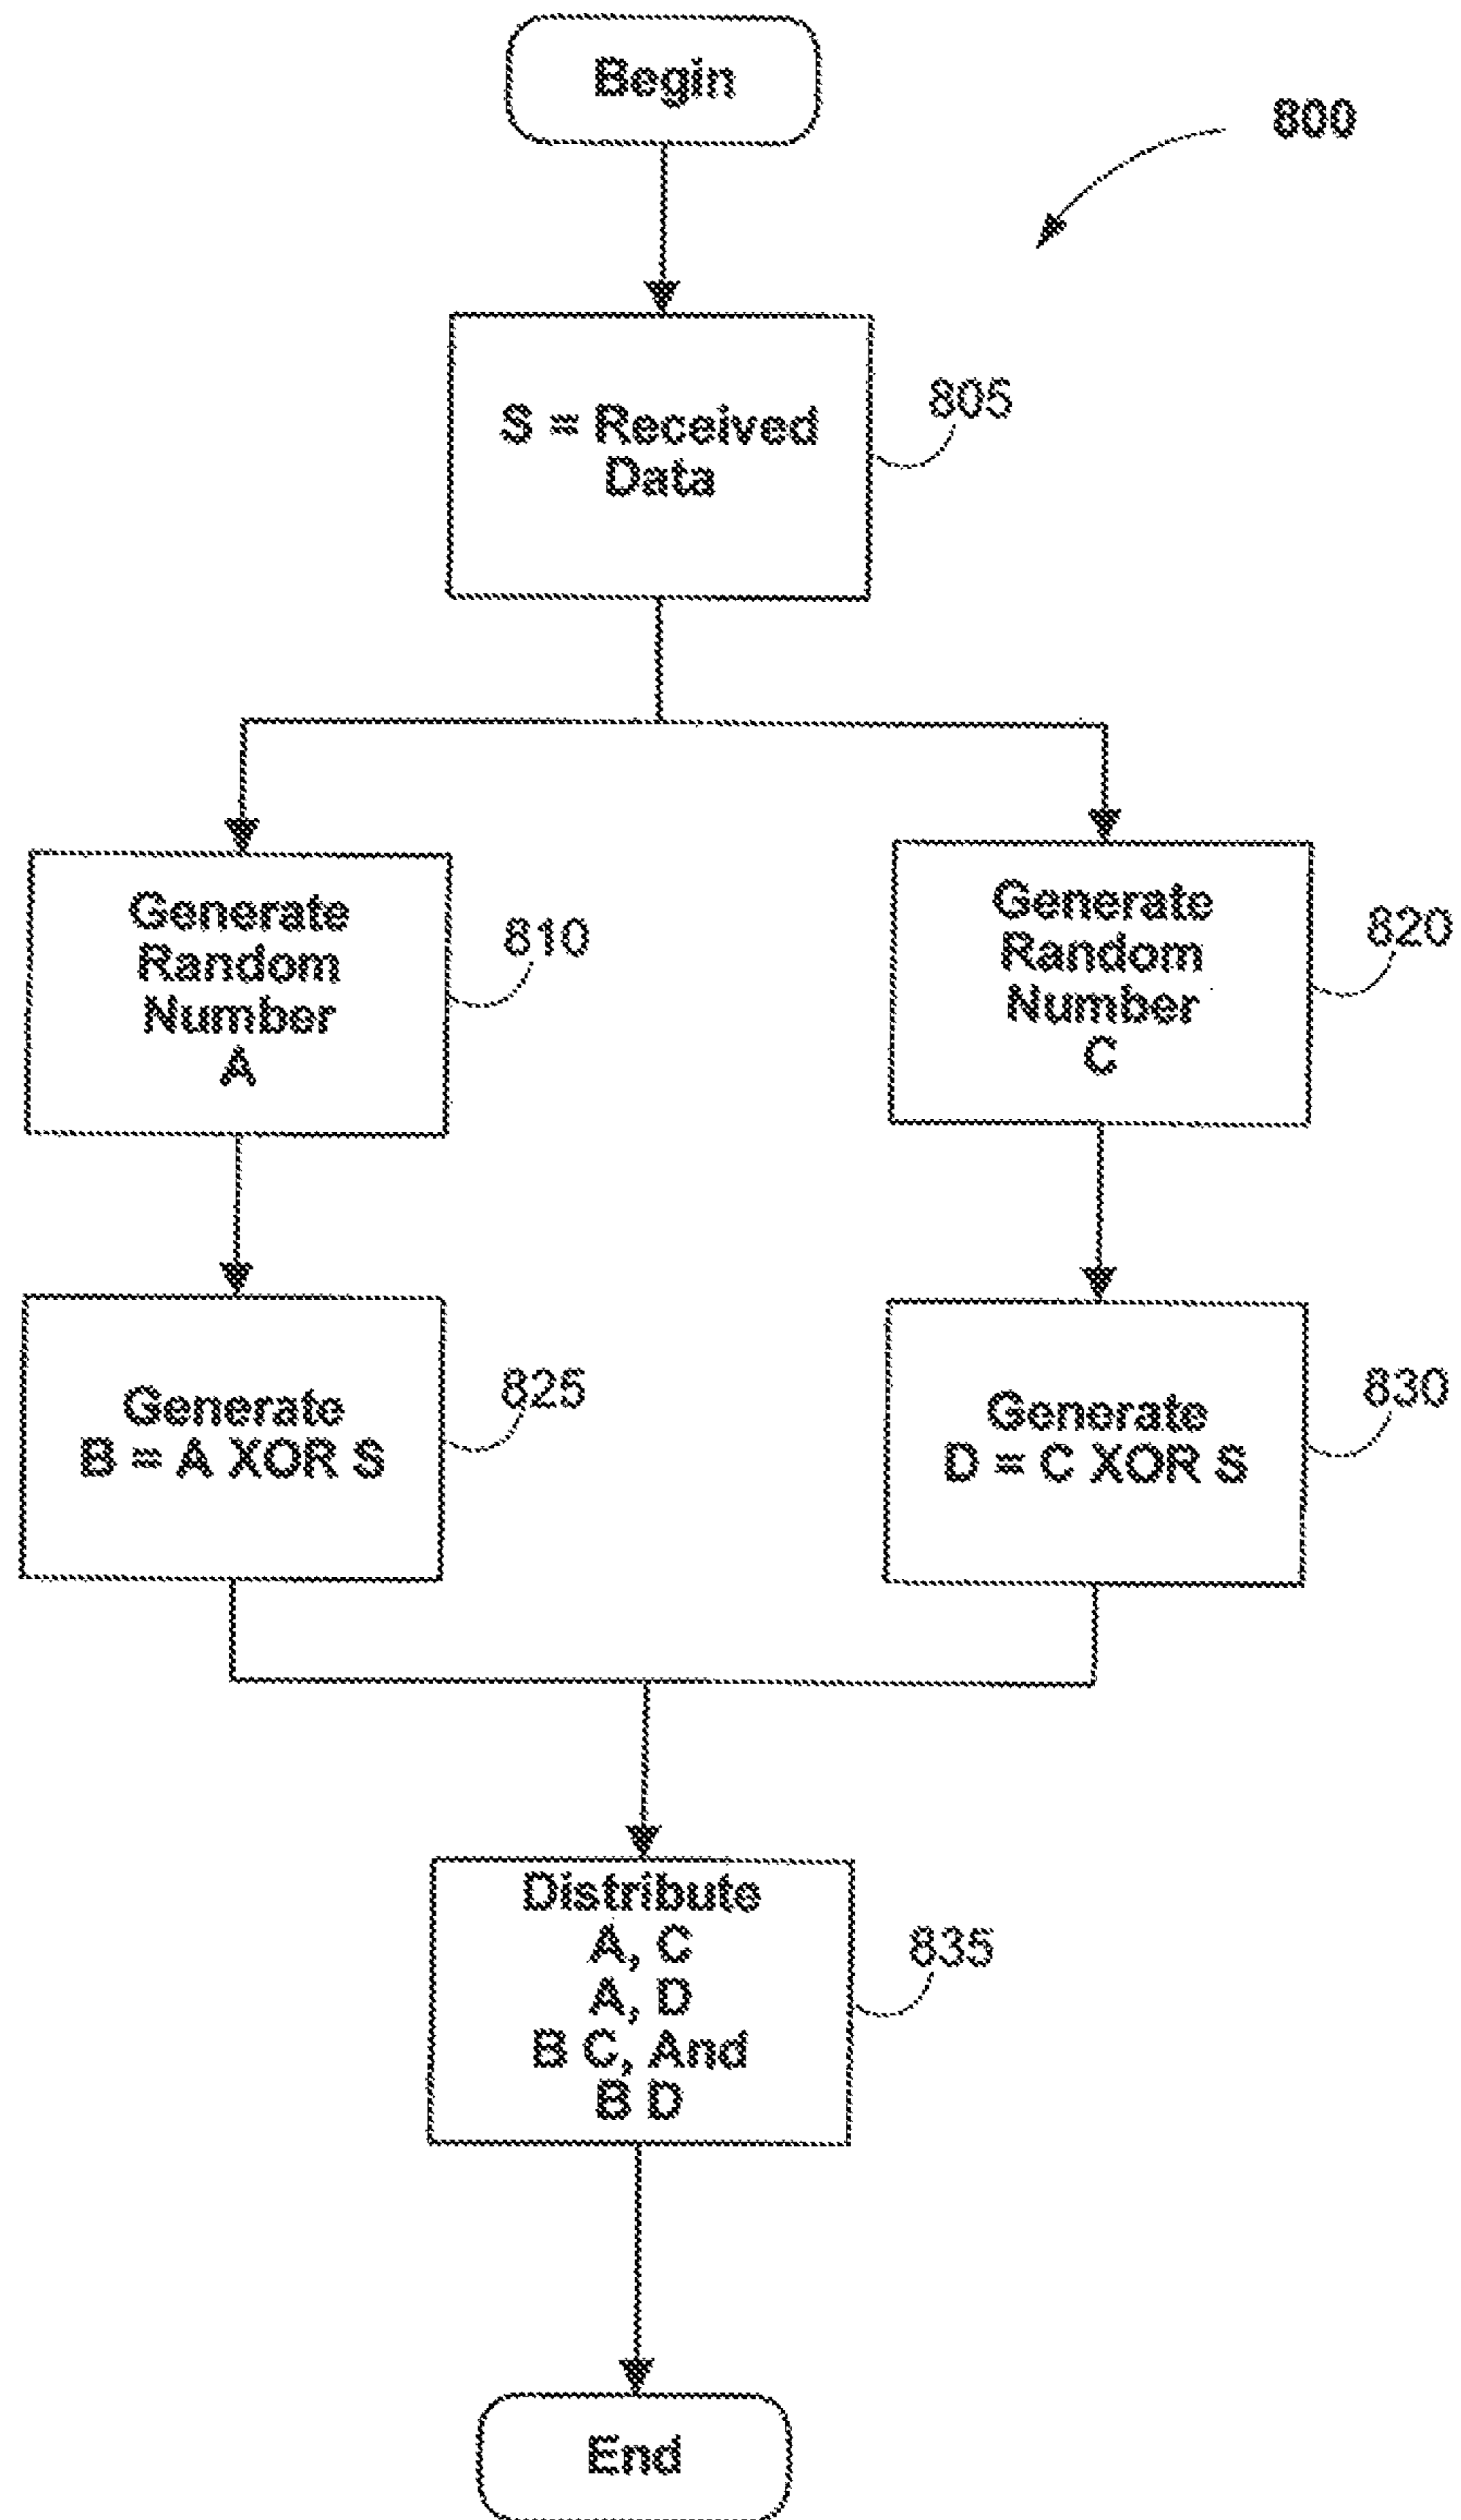 Begin
800
S = Received
Data
805
Generate
Random
Number
A
810
Generate
Random
Number
C
820
Generate
B = A XOR S
825
Generate
D = C XOR S
830
Distribute
A, C
A, D
B C, And
B D
835
End